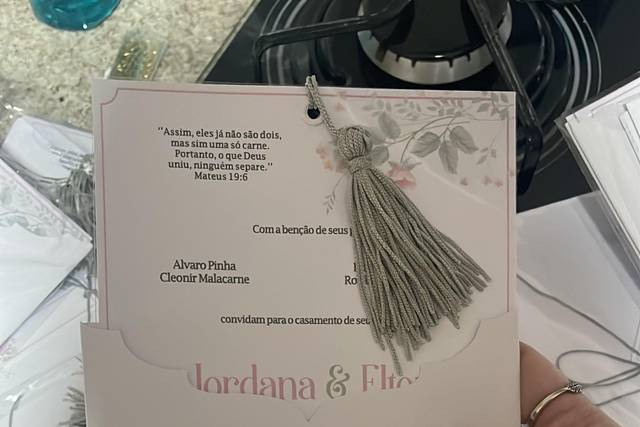 "Assim, eles já não são dois,
mas sim uma só carne.
Portanto, o que Deus
uniu, ninguém separe."
Mateus 19:6
Com a benção de seus
Alvaro Pinha
Cleonir Malacarne
convidam para o casamento de
Jordana &